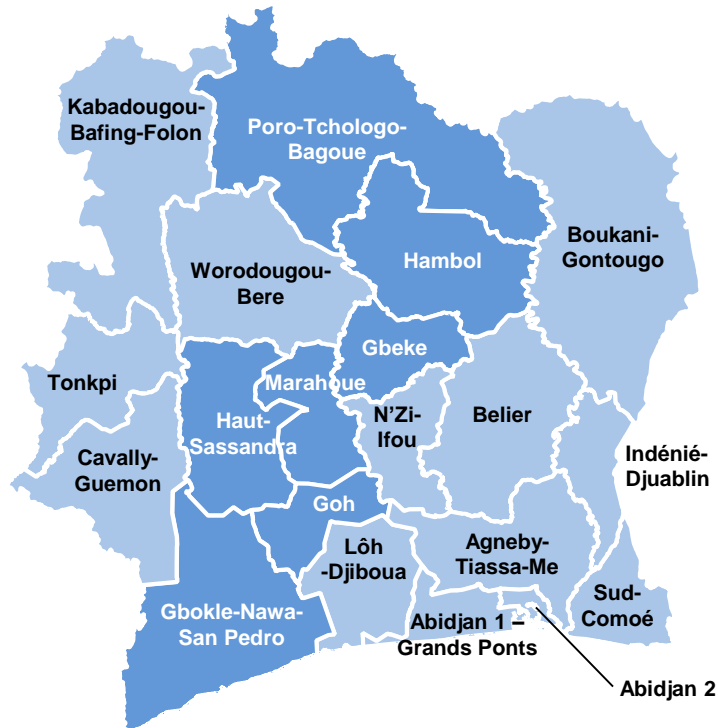 Kabadougou-
Bafing-Folon
Poro-Tchologo-
Bagoue
Boukani-
Gontougo
Hambol
Worodougou-
Bere
Gbeke
Tonkpi
Marahoue
Haut-
Sassandra
N'Zi-
Ifou
Belier
Cavally-
Guemon
Indénié-
Djuablin
Goh
Lôh
-Djiboua
Agneby-
Tiassa-Me
Gbokle-Nawa-
San Pedro
Sud-
Comoé
Abidjan 1 –
Grands Ponts
Abidjan 2